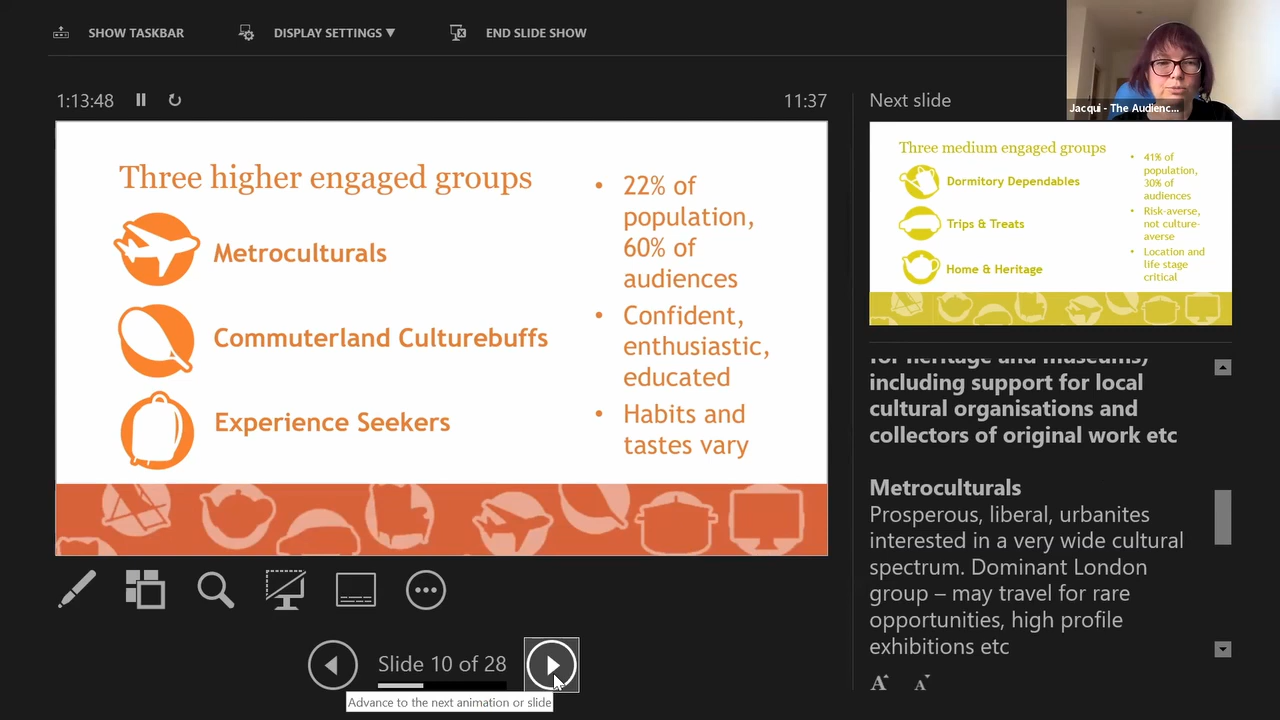 SHOW TASKBAR
DISPLAY SETTINGS ▼
END SLIDE SHOW
1:13:48
11:37
Three higher engaged groups
Metroculturals
Commuterland Culturebuffs
Experience Seekers
• 22% of
population,
60% of
audiences
• Confident,
enthusiastic,
educated
• Habits and
tastes vary
Slide 10 of 28
Advance to the next animation or slide
Jacqui - The Audienc...
Next slide
Three medium engaged groups
Dormitory Dependables
Trips & Treats
Home & Heritage
• 41% of
population,
30% of
audiences
• Risk-averse,
not culture-
averse
• Location and
life stage
critical
for heritage and museums)
including support for local
cultural organisations and
collectors of original work etc
Metroculturals
Prosperous, liberal, urbanites
interested in a very wide cultural
spectrum. Dominant London
group – may travel for rare
opportunities, high profile
exhibitions etc
A A